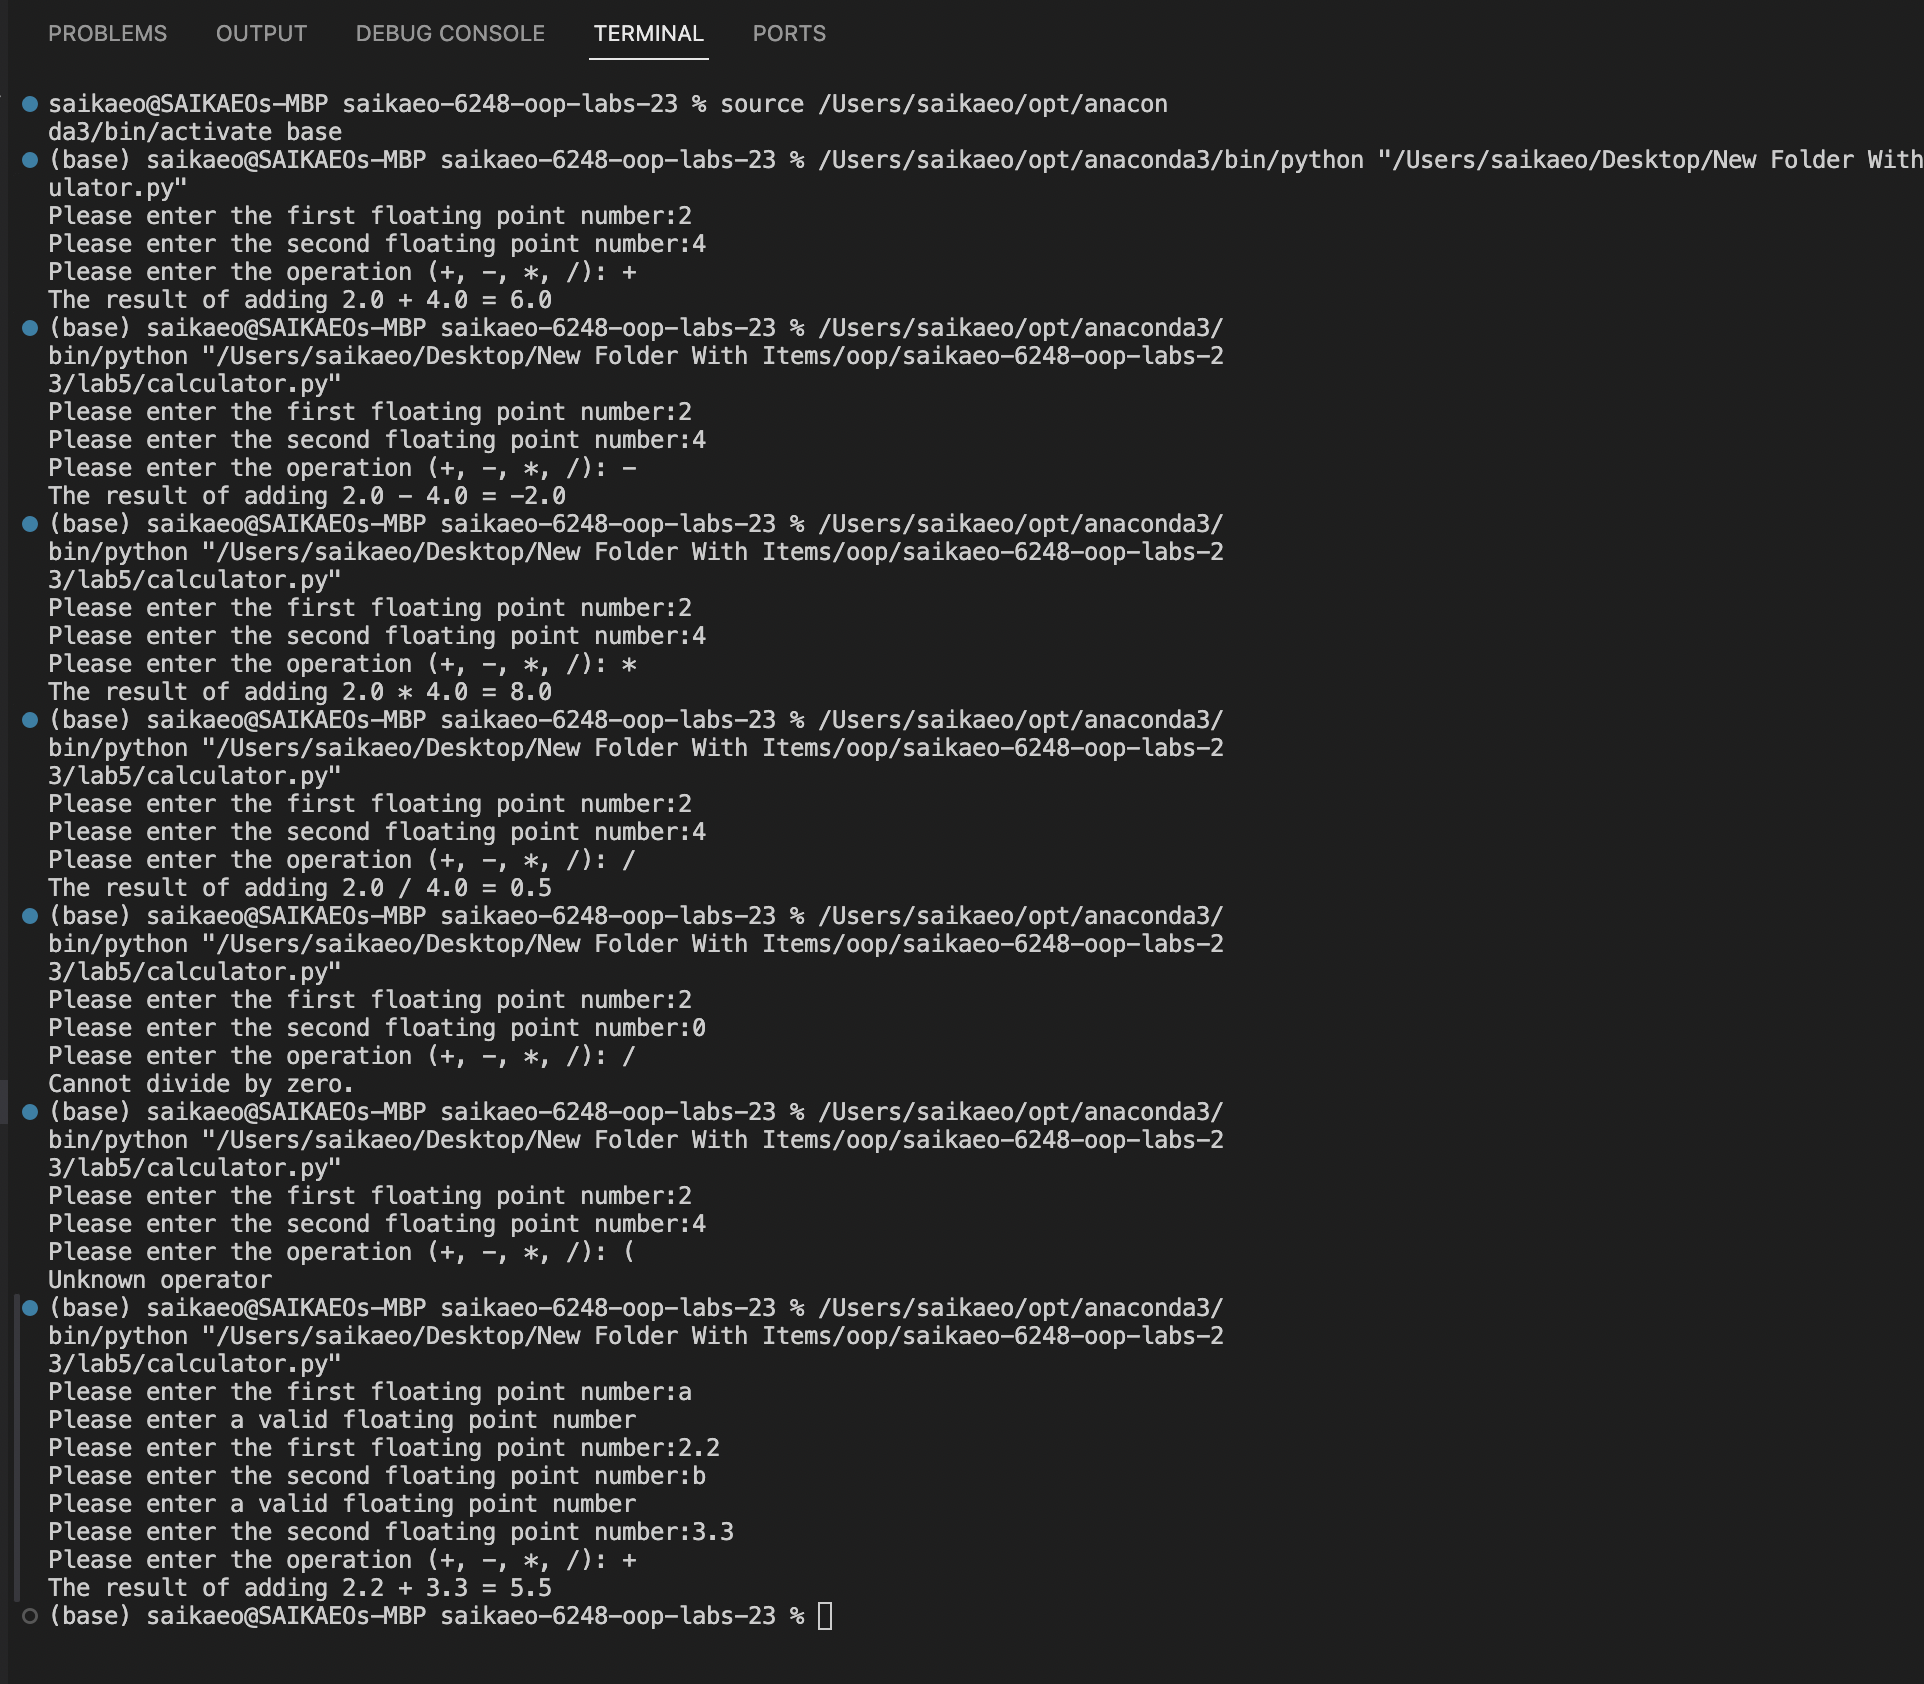 PROBLEMS OUTPUT DEBUG CONSOLE TERMINAL PORTS
saikaeo@SAIKAEOs-MBP saikaeo-6248-oop-labs-23 % source /Users/saikaeo/opt/anacon
da3/bin/activate base
(base) saikaeo@SAIKAEOs-MBP saikaeo-6248-oop-labs-23 % /Users/saikaeo/opt/anaconda3/bin/python "/Users/saikaeo/Desktop/New Folder With
ulator.py"
Please enter the first floating point number:2
Please enter the second floating point number:4
Please enter the operation (+, -, *, /): +
The result of adding 2.0 + 4.0 = 6.0
(base) saikaeo@SAIKAEOs-MBP saikaeo-6248-oop-labs-23 % /Users/saikaeo/opt/anaconda3/
bin/python "/Users/saikaeo/Desktop/New Folder With Items/oop/saikaeo-6248-oop-labs-2
3/lab5/calculator.py"
Please enter the first floating point number:2
Please enter the second floating point number:4
Please enter the operation (+, -, *, /): -
The result of adding 2.0 - 4.0 = -2.0
(base) saikaeo@SAIKAEOs-MBP saikaeo-6248-oop-labs-23 % /Users/saikaeo/opt/anaconda3/
bin/python "/Users/saikaeo/Desktop/New Folder With Items/oop/saikaeo-6248-oop-labs-2
3/lab5/calculator.py"
Please enter the first floating point number:2
Please enter the second floating point number:4
Please enter the operation (+, -, *, /): *
The result of adding 2.0 * 4.0 = 8.0
(base) saikaeo@SAIKAEOs-MBP saikaeo-6248-oop-labs-23 % /Users/saikaeo/opt/anaconda3/
bin/python "/Users/saikaeo/Desktop/New Folder With Items/oop/saikaeo-6248-oop-labs-2
3/lab5/calculator.py"
Please enter the first floating point number:2
Please enter the second floating point number:4
Please enter the operation (+, -, *, /): /
The result of adding 2.0 / 4.0 = 0.5
(base) saikaeo@SAIKAEOs-MBP saikaeo-6248-oop-labs-23 % /Users/saikaeo/opt/anaconda3/
bin/python "/Users/saikaeo/Desktop/New Folder With Items/oop/saikaeo-6248-oop-labs-2
3/lab5/calculator.py"
Please enter the first floating point number:2
Please enter the second floating point number:0
Please enter the operation (+, -, *, /): /
Cannot divide by zero.
(base) saikaeo@SAIKAEOs-MBP saikaeo-6248-oop-labs-23 % /Users/saikaeo/opt/anaconda3/
bin/python "/Users/saikaeo/Desktop/New Folder With Items/oop/saikaeo-6248-oop-labs-2
3/lab5/calculator.py"
Please enter the first floating point number:2
Please enter the second floating point number:4
Please enter the operation (+, -, *, /): (
Unknown operator
(base) saikaeo@SAIKAEOs-MBP saikaeo-6248-oop-labs-23 % /Users/saikaeo/opt/anaconda3/
bin/python "/Users/saikaeo/Desktop/New Folder With Items/oop/saikaeo-6248-oop-labs-2
3/lab5/calculator.py"
Please enter the first floating point number:a
Please enter a valid floating point number
Please enter the first floating point number:2.2
Please enter the second floating point number:b
Please enter a valid floating point number
Please enter the second floating point number:3.3
Please enter the operation (+, -, *, /): +
The result of adding 2.2 + 3.3 = 5.5
(base) saikaeo@SAIKAEOs-MBP saikaeo-6248-oop-labs-23 %